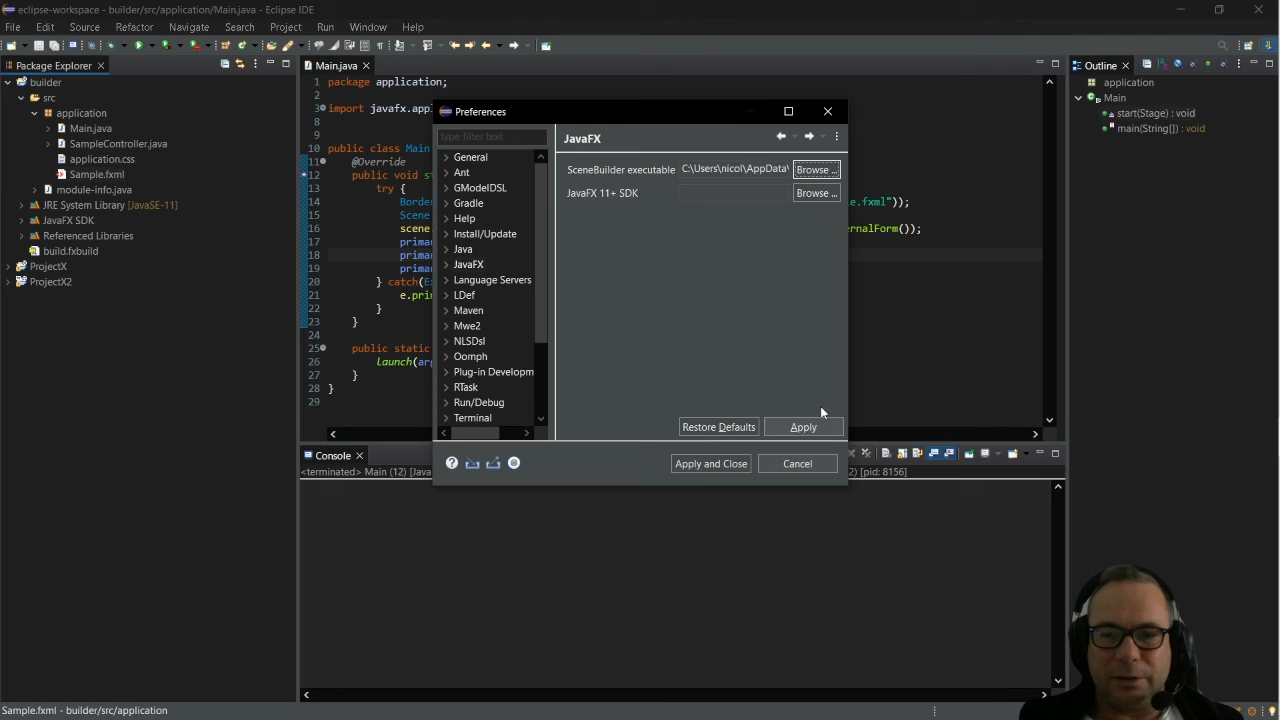 eclipse-workspace - builder/src/application/Main.java - Eclipse IDE
File Edit Source Refactor Navigate Search Project Run Window Help
Package Explorer
Main.java
Outline
builder
src
application
Main.java
SampleController.java
application.css
Sample.fxml
module-info.java
JRE System Library [JavaSE-11]
JavaFX SDK
Referenced Libraries
build.fxbuild
ProjectX
ProjectX2
1 package application;
2
3 import javafx.appl
8
9
10 public class Main
11 @Override
12 public void st
13 try {
14 Border e.fxml"));
15 Scene
16 scene ernalForm());
17 primar
18 primar
19 primar
20 } catch(Ex
21 e.prin
22 }
23 }
24
25 public static
26 launch(arg
27 }
28 }
29
Preferences
type filter text
General
Ant
GModelDSL
Gradle
Help
Install/Update
Java
JavaFX
Language Servers
LDef
Maven
Mwe2
NLSDsl
Oomph
Plug-in Developm
RTask
Run/Debug
Terminal
JavaFX
SceneBuilder executable C:\Users\nicol\AppData\ Browse ...
JavaFX 11+ SDK Browse ...
Restore Defaults Apply
Apply and Close Cancel
application
Main
start(Stage) : void
main(String[]) : void
Console
<terminated> Main (12) [Java 2) [pid: 8156]
Sample.fxml - builder/src/application